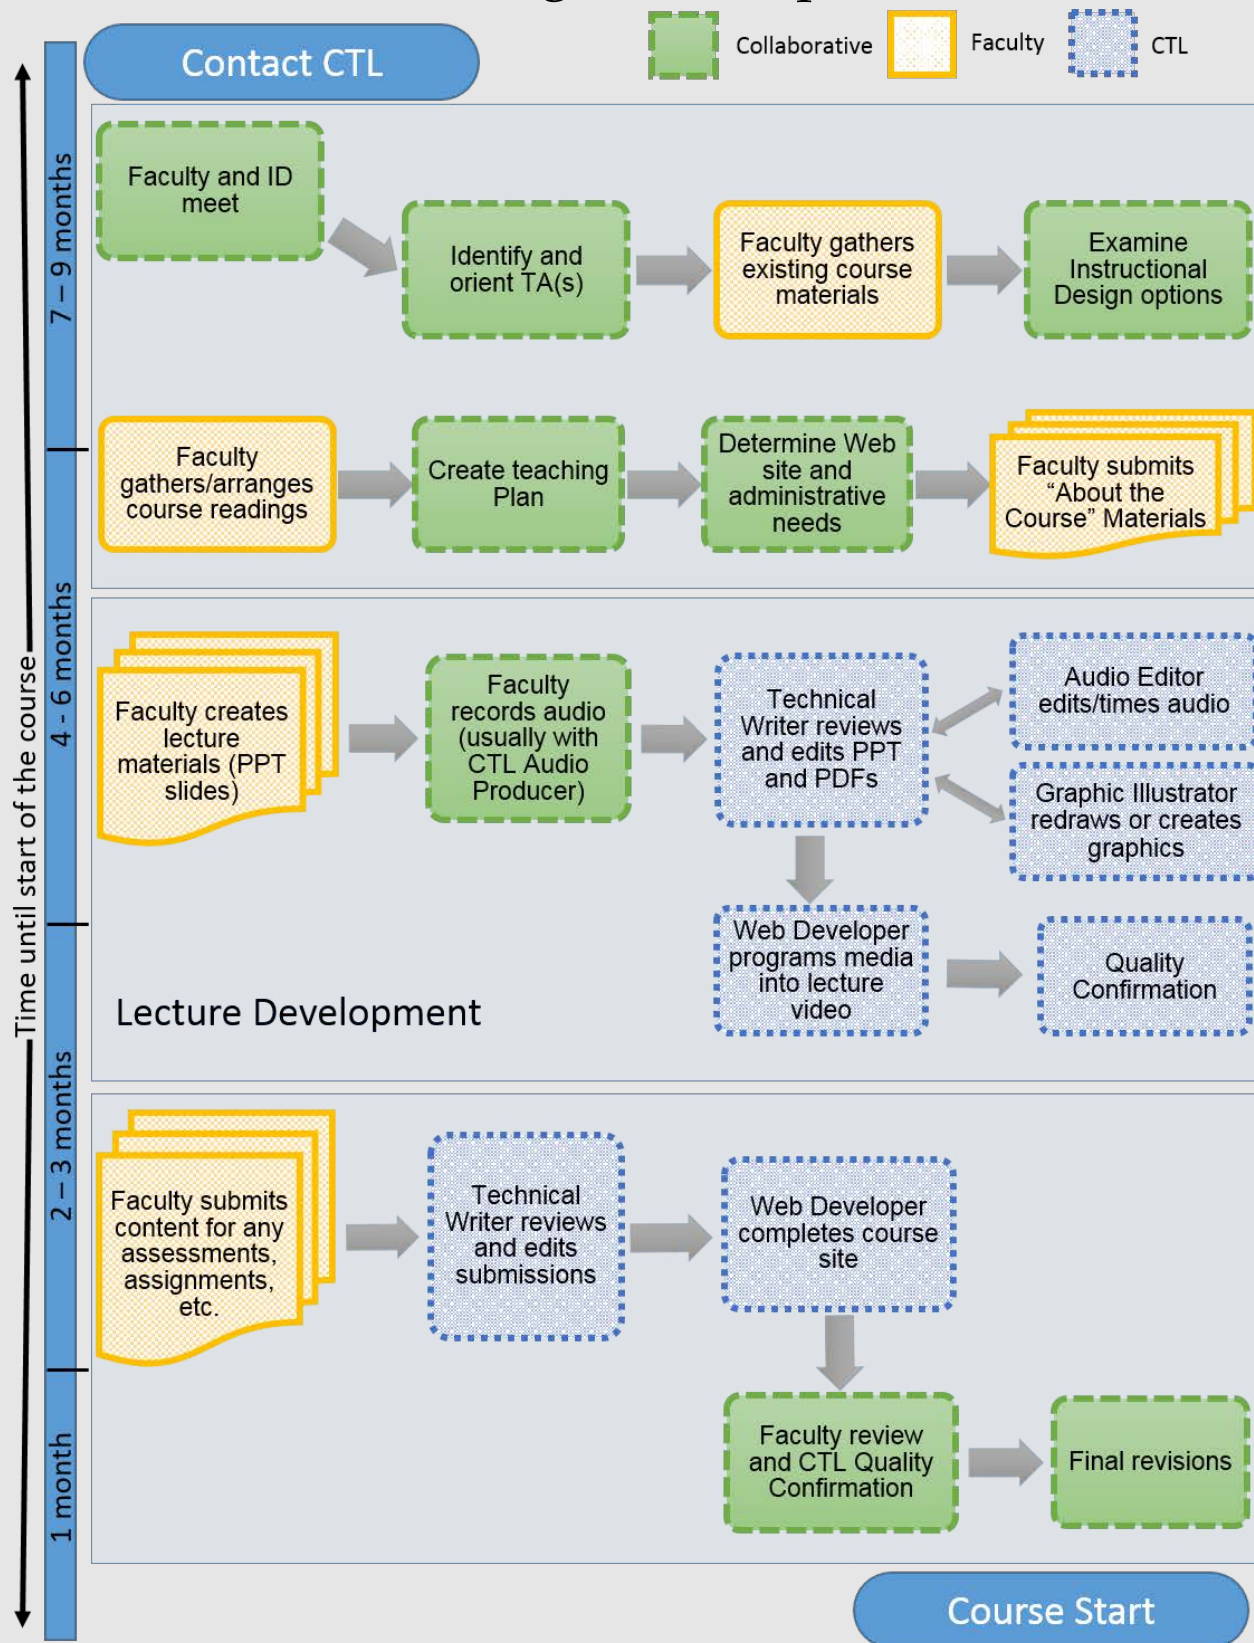 Contact CTL
Collaborative
Faculty
CTL
Time until start of the course
7 – 9 months
4 - 6 months
2 – 3 months
1 month
Faculty and ID
meet
Identify and
orient TA(s)
Faculty gathers
existing course
materials
Examine
Instructional
Design options
Faculty
gathers/arranges
course readings
Create teaching
Plan
Determine Web
site and
administrative
needs
Faculty submits
“About the
Course” Materials
Faculty creates
lecture
materials (PPT
slides)
Faculty
records audio
(usually with
CTL Audio
Producer)
Technical
Writer reviews
and edits PPT
and PDFs
Audio Editor
edits/times audio
Graphic Illustrator
redraws or creates
graphics
Web Developer
programs media
into lecture
video
Quality
Confirmation
Lecture Development
Faculty submits
content for any
assessments,
assignments,
etc.
Technical
Writer reviews
and edits
submissions
Web Developer
completes course
site
Faculty review
and CTL Quality
Confirmation
Final revisions
Course Start